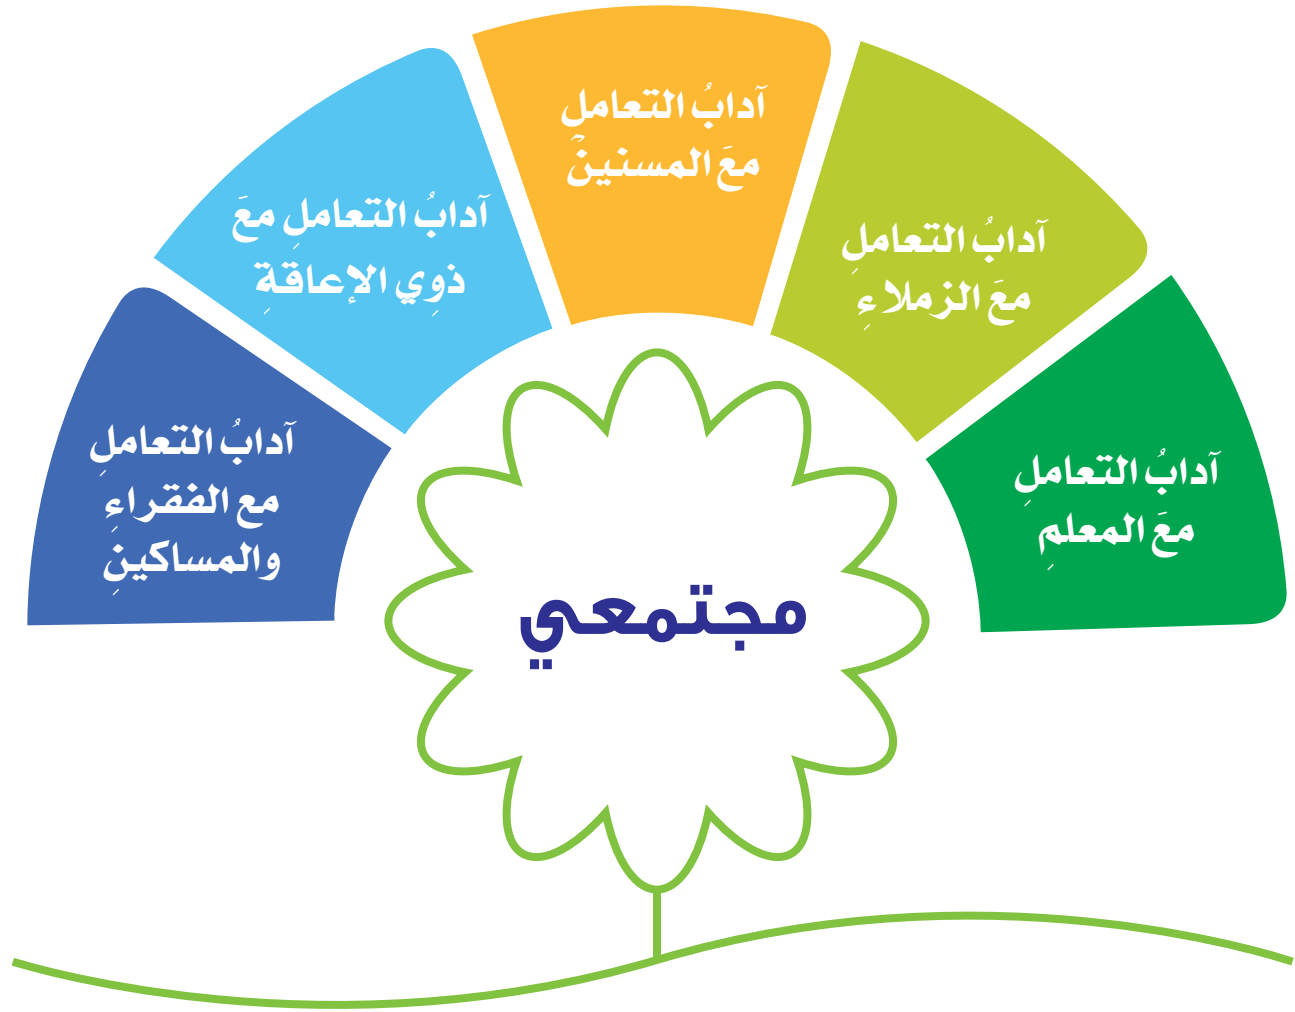 آدابُ التعاملِ
معَ المعلمِ
آدابُ التعاملِ
معَ الزملاءِ
آدابُ التعاملِ
معَ المسنينَ
آدابُ التعاملِ معَ
ذوِي الإعاقةِ
آدابُ التعاملِ
مع الفقراءِ
والمساكينِ
مجتمعي